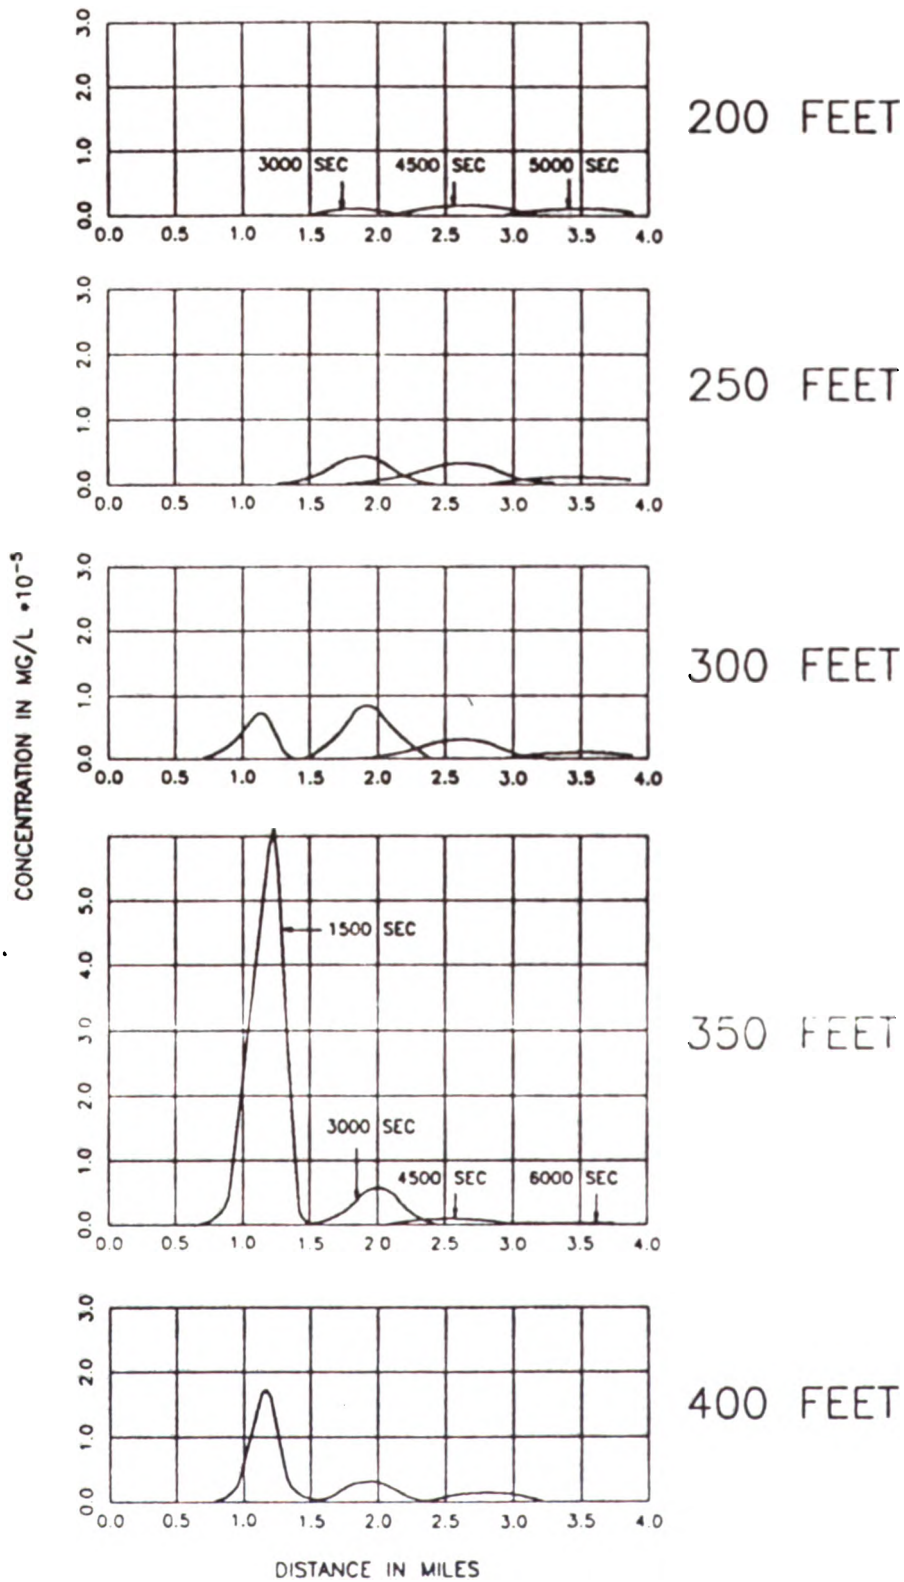 3.0
2.0
1.0
0.0
3000 SEC 4500 SEC 5000 SEC
0.0 0.5 1.0 1.5 2.0 2.5 3.0 3.5 4.0
200 FEET
3.0
2.0
1.0
0.0
0.0 0.5 1.0 1.5 2.0 2.5 3.0 3.5 4.0
250 FEET
CONCENTRATION IN MG/L *10-5
3.0
2.0
1.0
0.0
0.0 0.5 1.0 1.5 2.0 2.5 3.0 3.5 4.0
300 FEET
5.0
4.0
3.0
2.0
1.0
0.0
1500 SEC
3000 SEC
4500 SEC 6000 SEC
0.0 0.5 1.0 1.5 2.0 2.5 3.0 3.5 4.0
350 FEET
3.0
2.0
1.0
0.0
0.0 0.5 1.0 1.5 2.0 2.5 3.0 3.5 4.0
400 FEET
DISTANCE IN MILES